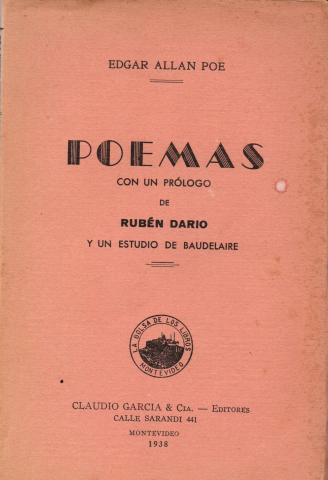 EDGAR ALLAN POE
POEMAS
CON UN PRÓLOGO
DE
RUBÉN DARIO
Y UN ESTUDIO DE BAUDELAIRE
LA BOLSA DE LOS LIBROS
MONTEVIDEO
CLAUDIO GARCIA & Cia. — Editores
CALLE SARANDI 441
MONTEVIDEO
1938